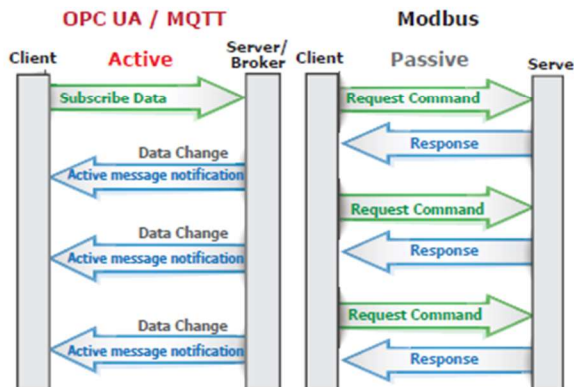 OPC UA / MQTT
Client
Active
Server/
Broker
Subscribe Data
Data Change
Active message notification
Data Change
Active message notification
Data Change
Active message notification
Modbus
Client
Passive
Serve
Request Command
Response
Request Command
Response
Request Command
Response